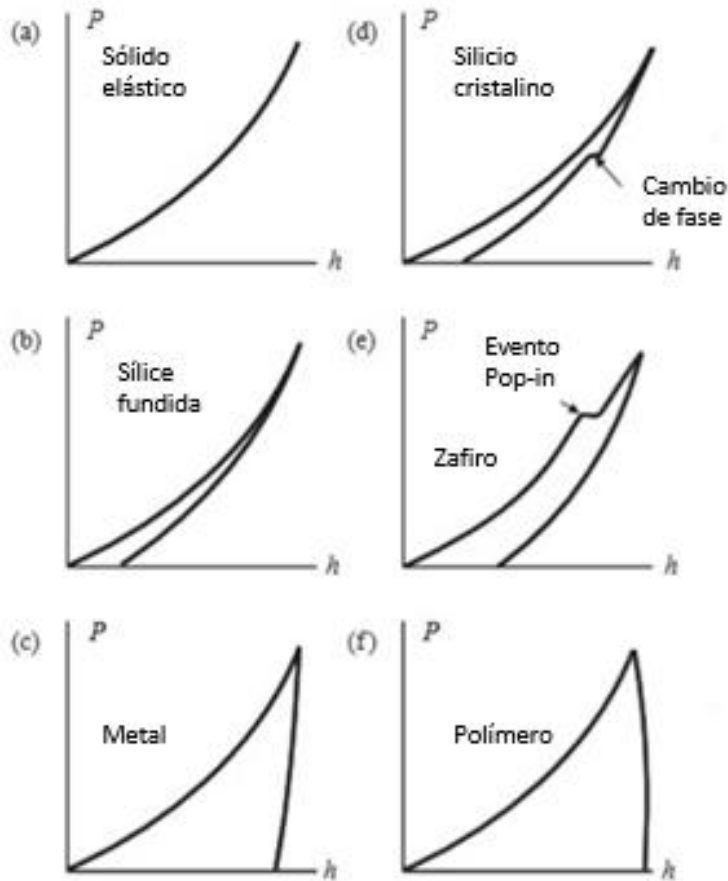 (a)
P
Sólido
elástico
h
(d)
P
Silicio
cristalino
Cambio
de fase
h
(b)
P
Sílice
fundida
h
(e)
P
Evento
Pop-in
Zafiro
h
(c)
P
Metal
h
(f)
P
Polímero
h